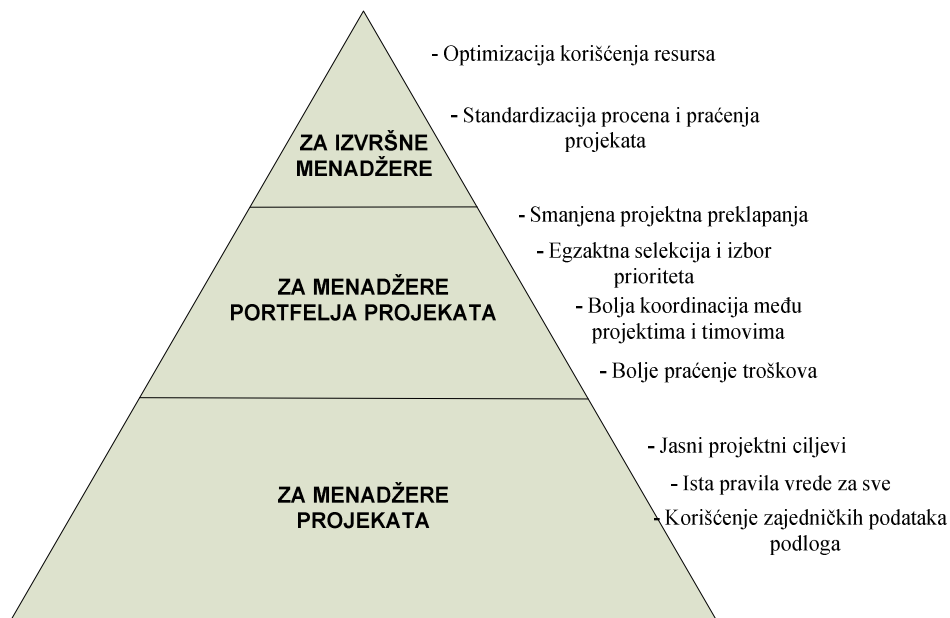 - Optimizacija korišćenja resursa
- Standardizacija procena i praćenja
projekata
ZA IZVRŠNE
MENADŽERE
- Smanjena projektna preklapanja
- Egzaktna selekcija i izbor
prioriteta
- Bolja koordinacija među
projektima i timovima
- Bolje praćenje troškova
ZA MENADŽERE
PORTFELJA PROJEKATA
- Jasni projektni ciljevi
- Ista pravila vrede za sve
- Korišćenje zajedničkih podataka
podloga
ZA MENADŽERE
PROJEKATA